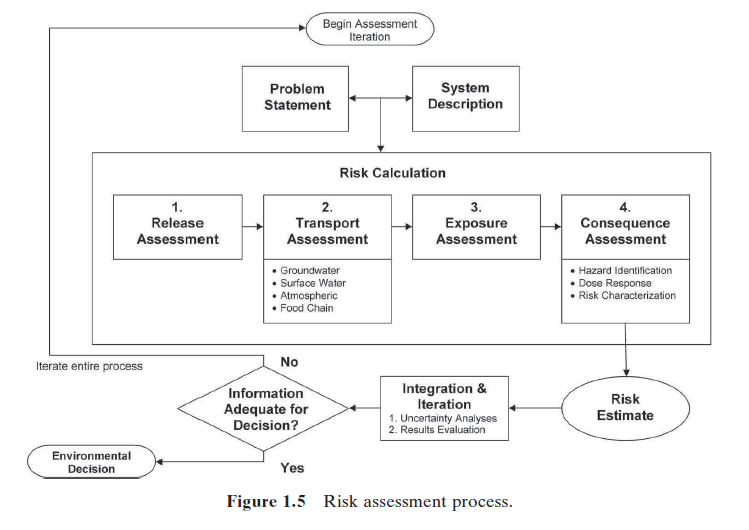 Begin Assessment
Iteration
Problem
Statement
System
Description
Risk Calculation
1.
Release
Assessment
2.
Transport
Assessment
• Groundwater
• Surface Water
• Atmospheric
• Food Chain
3.
Exposure
Assessment
4.
Consequence
Assessment
• Hazard Identification
• Dose Response
• Risk Characterization
Iterate entire process
No
Information
Adequate for
Decision?
Yes
Integration &
Iteration
1. Uncertainty Analyses
2. Results Evaluation
Risk
Estimate
Environmental
Decision
Figure 1.5 Risk assessment process.